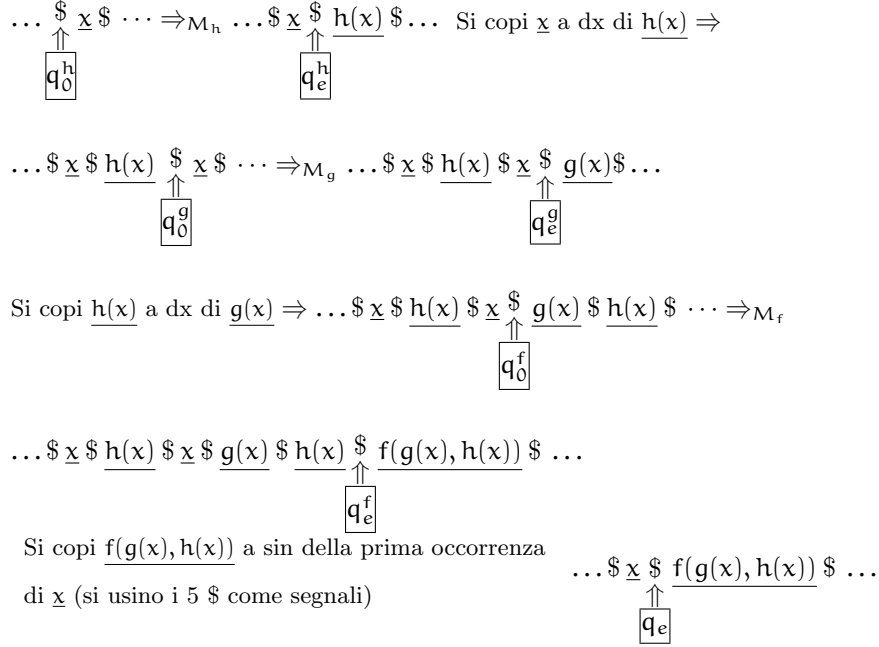 … $ x $ ⋯ ⇒M_h … $ x $ h(x) $ … Si copi x a dx di h(x) ⇒
⇑ ⇑
q_0^h q_e^h
… $ x $ h(x) $ x $ ⋯ ⇒M_g … $ x $ h(x) $ x $ g(x)$ …
⇑ ⇑
q_0^g q_e^g
Si copi h(x) a dx di g(x) ⇒ … $ x $ h(x) $ x $ g(x) $ h(x) $ ⋯ ⇒M_f
⇑
q_0^f
… $ x $ h(x) $ x $ g(x) $ h(x) $ f(g(x), h(x)) $ …
⇑
q_e^f
Si copi f(g(x), h(x)) a sin della prima occorrenza
di x (si usino i 5 $ come segnali)
… $ x $ f(g(x), h(x)) $ …
⇑
q_e